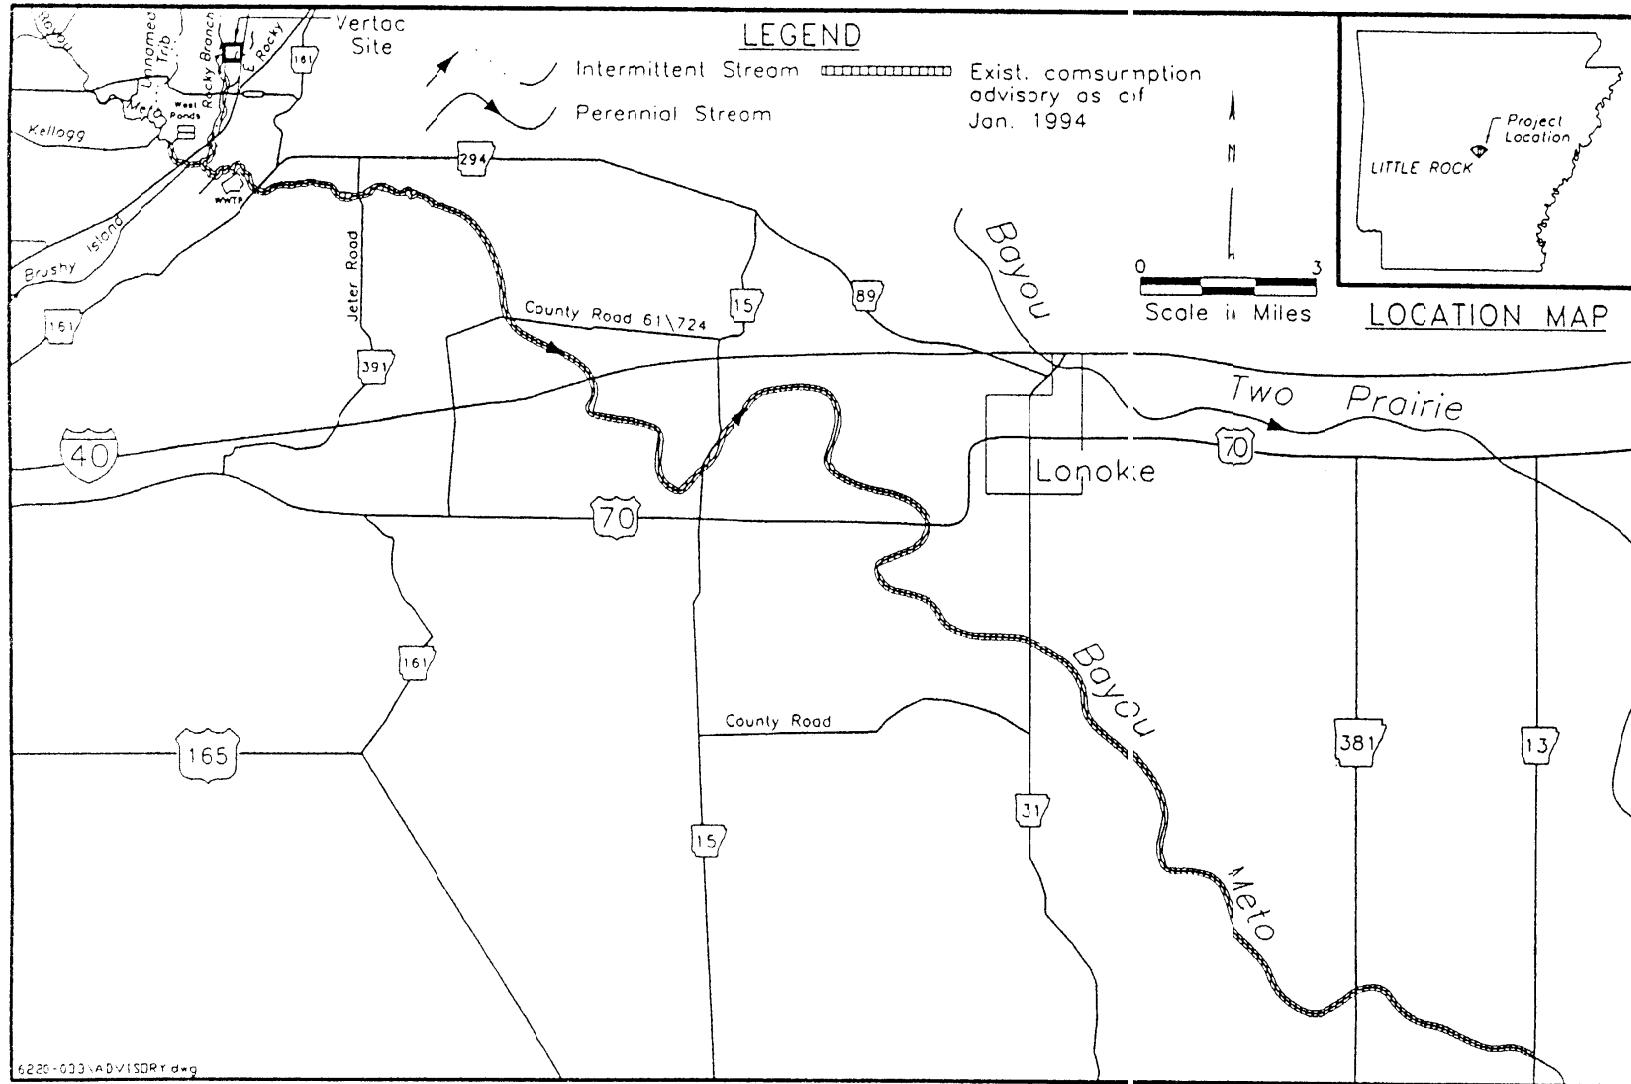 Vertac
Site
Bayou
Unnamed
Trib
Rocky Branch
E Rocky
161
LEGEND
Intermittent Stream
Perennial Stream
Exist. comsumption
advisory as of
Jan. 1994
N
0 3
Scale in Miles
Project
Location
LITTLE ROCK
LOCATION MAP
Meto
West
Ponds
Kellogg
WWTP
294
Brushy Island
161
Jeter Road
391
County Road 61\724
15
89
Bayou
Two Prairie
40
70
Lonoke
70
161
165
County Road
15
31
Bayou
Meto
381
13
6220-033\ADVISORY.dwg